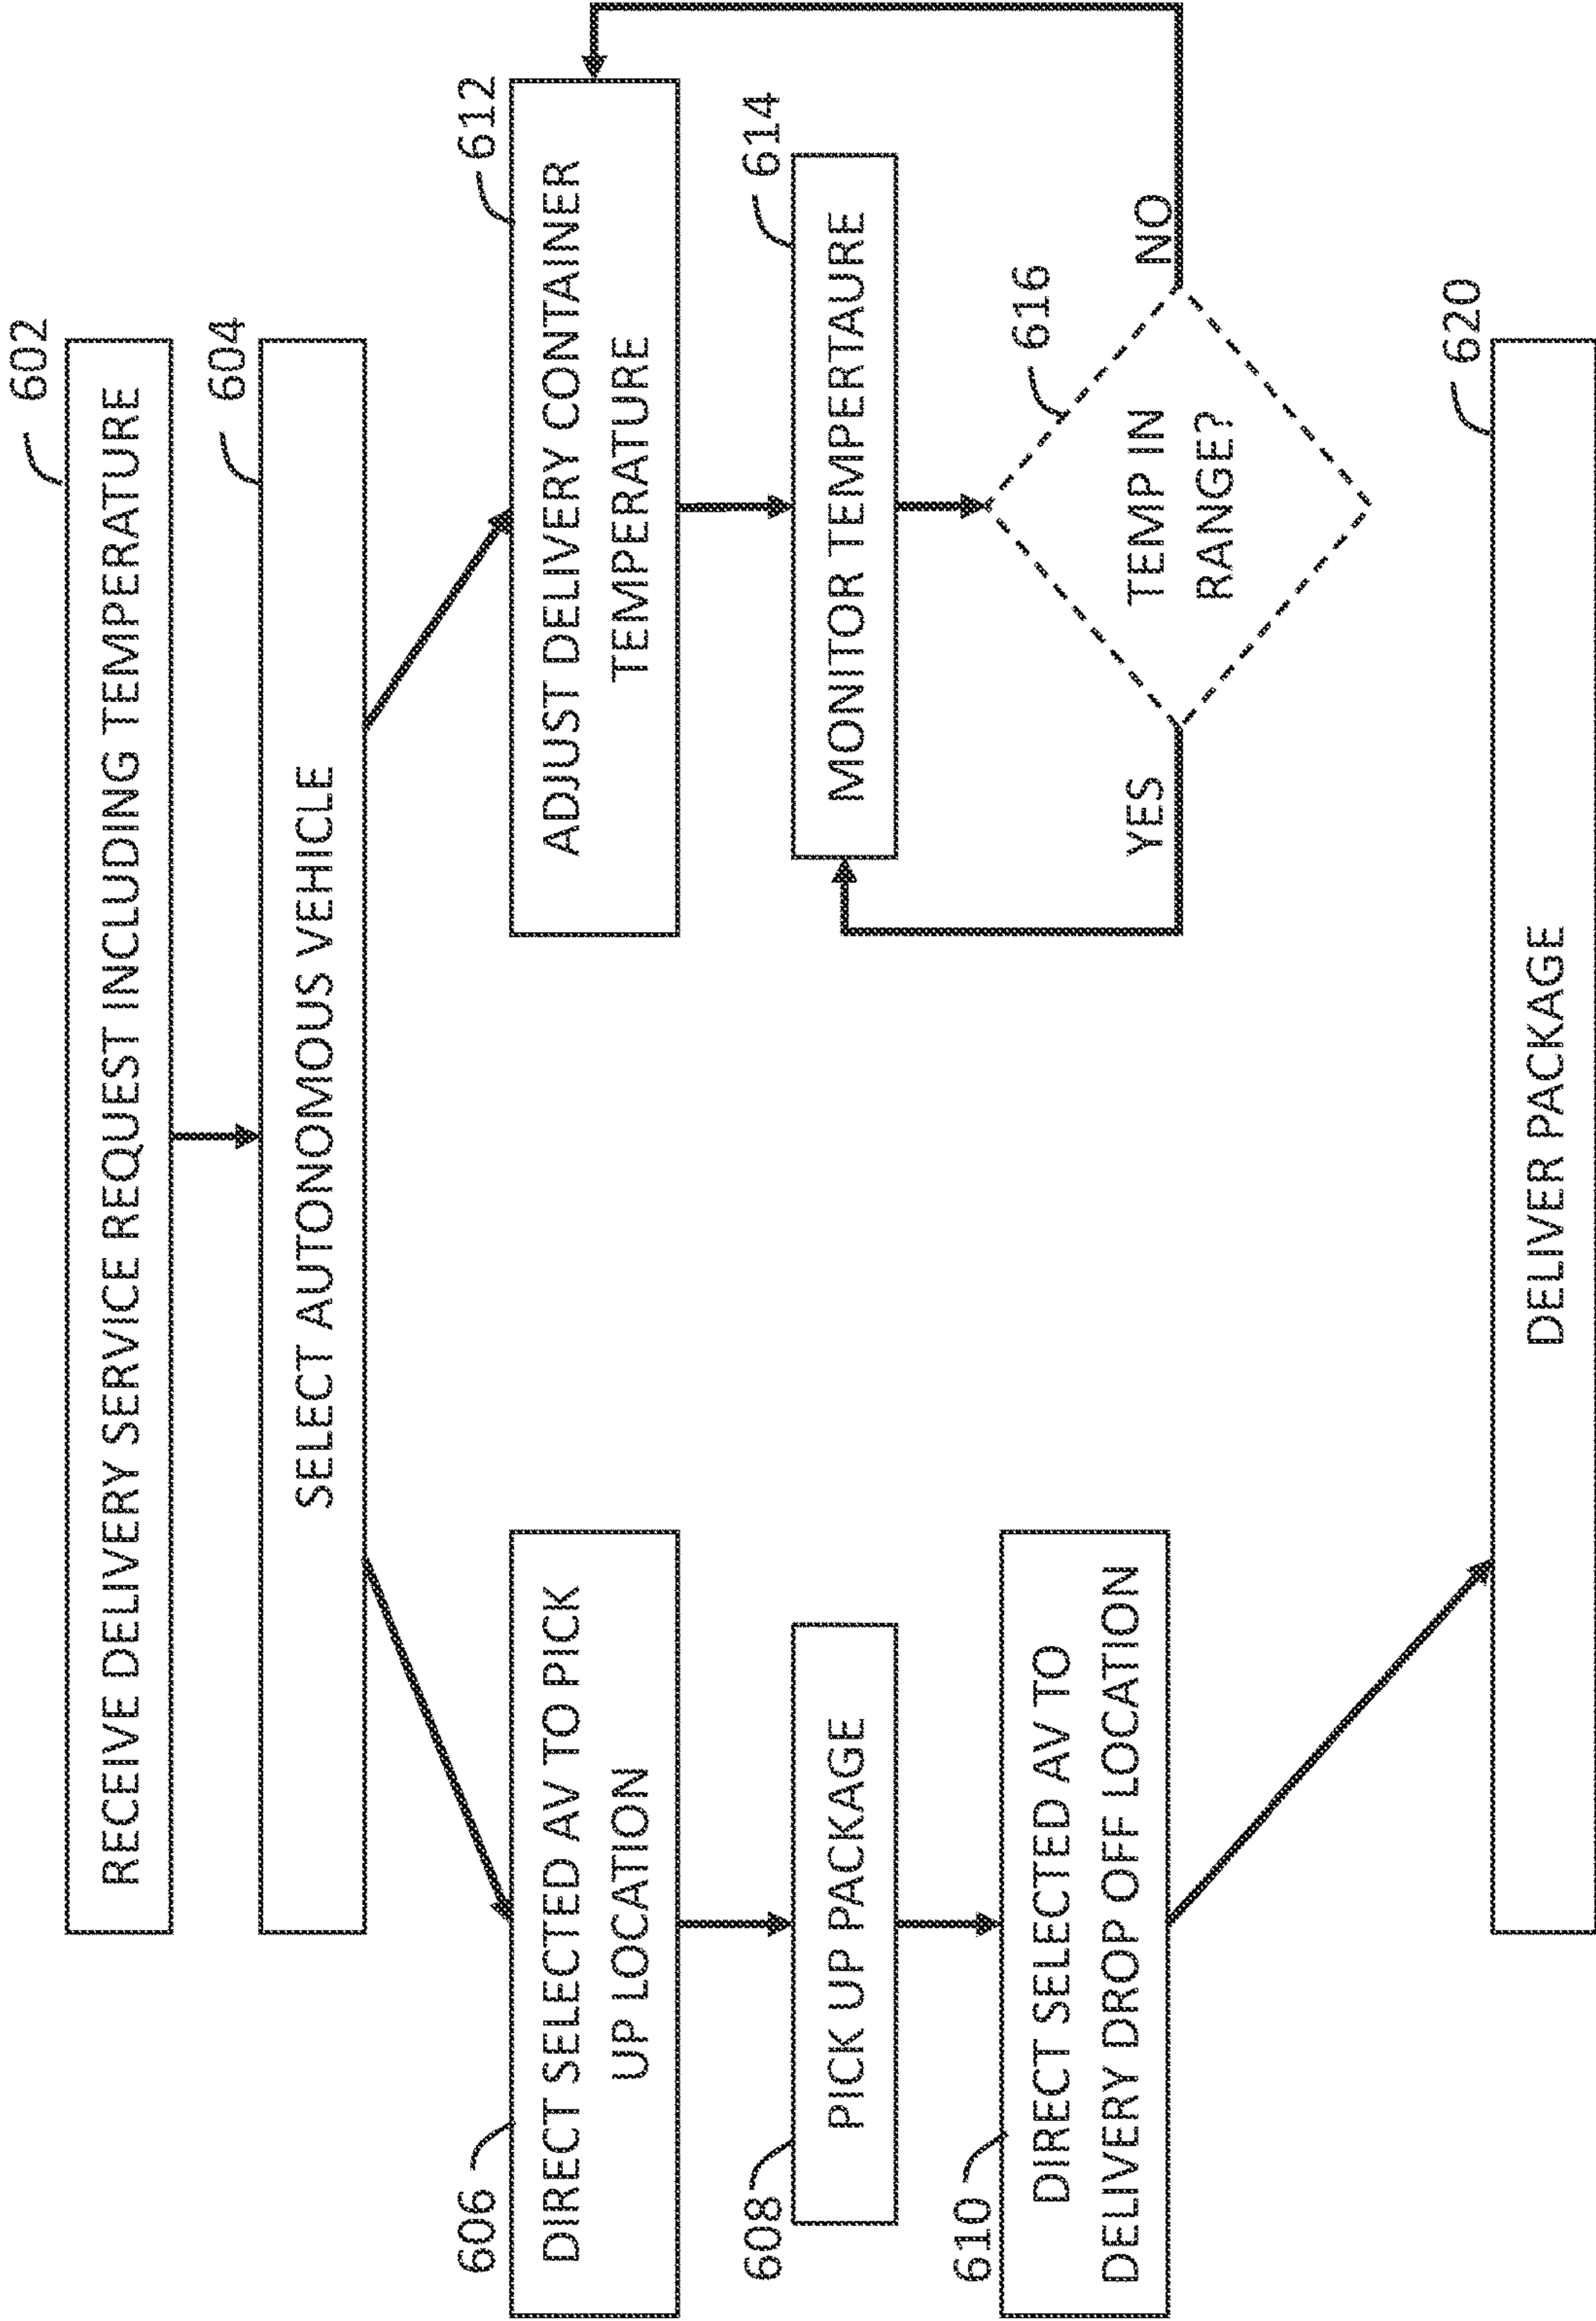 602
RECEIVE DELIVERY SERVICE REQUEST INCLUDING TEMPERATURE
604
SELECT AUTONOMOUS VEHICLE
606
DIRECT SELECTED AV TO PICK
UP LOCATION
608
PICK UP PACKAGE
610
DIRECT SELECTED AV TO
DELIVERY DROP OFF LOCATION
612
ADJUST DELIVERY CONTAINER
TEMPERATURE
614
MONITOR TEMPERTAURE
616
TEMP IN
RANGE?
YES
NO
620
DELIVER PACKAGE